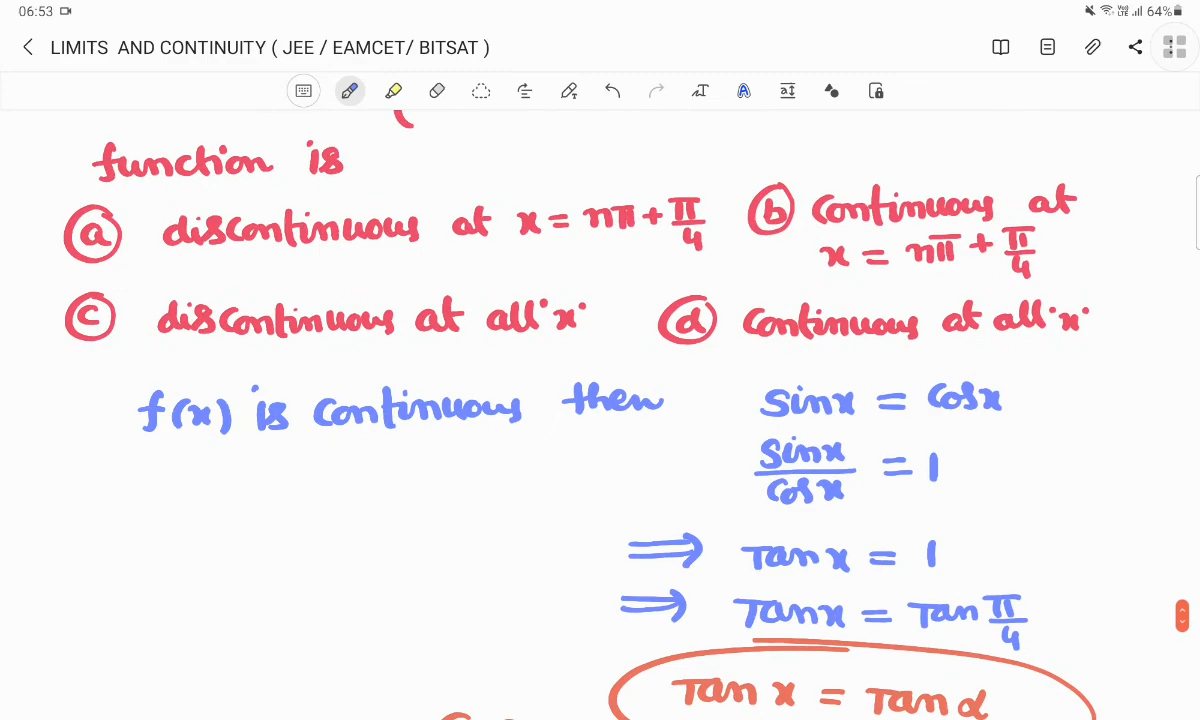 06:53 64%
LIMITS AND CONTINUITY ( JEE / EAMCET/ BITSAT )
function is
(a) discontinuous at x = nπ + π/4 (b) continuous at x = nπ + π/4
(c) discontinuous at all 'x' (d) continuous at all 'x'
f(x) is continuous then sinx = cosx
sinx/cosx = 1
⟹ Tanx = 1
⟹ Tanx = Tan π/4
Tan x = Tan α